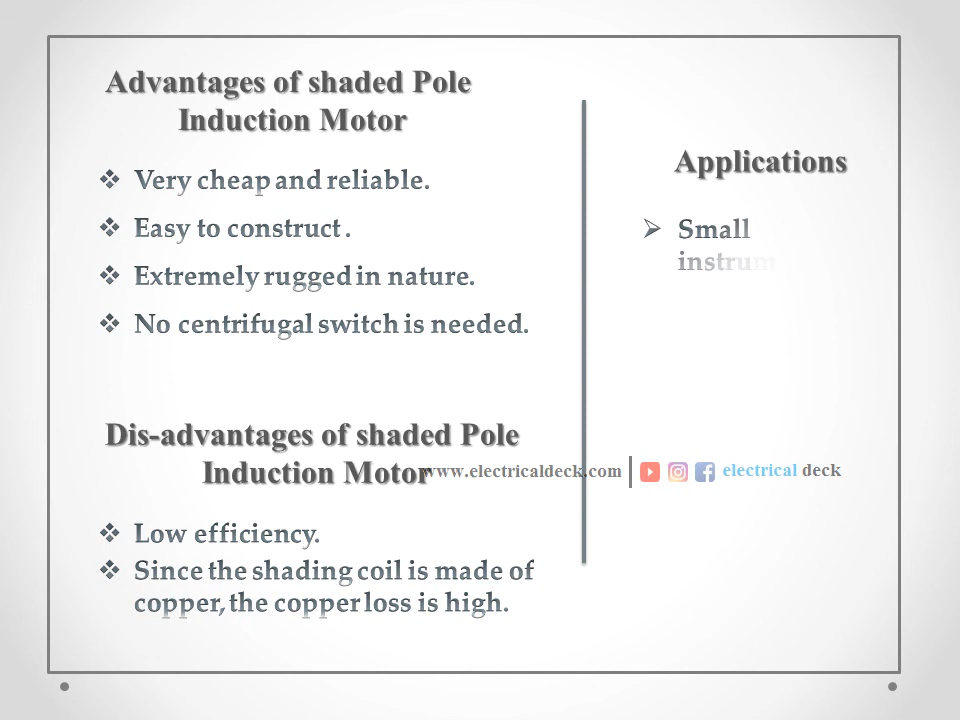 Advantages of shaded Pole
Induction Motor
Very cheap and reliable.
Easy to construct .
Extremely rugged in nature.
No centrifugal switch is needed.
Dis-advantages of shaded Pole
Induction Motor
Low efficiency.
Since the shading coil is made of
copper, the copper loss is high.
Applications
Small
www.electricaldeck.com
electrical deck